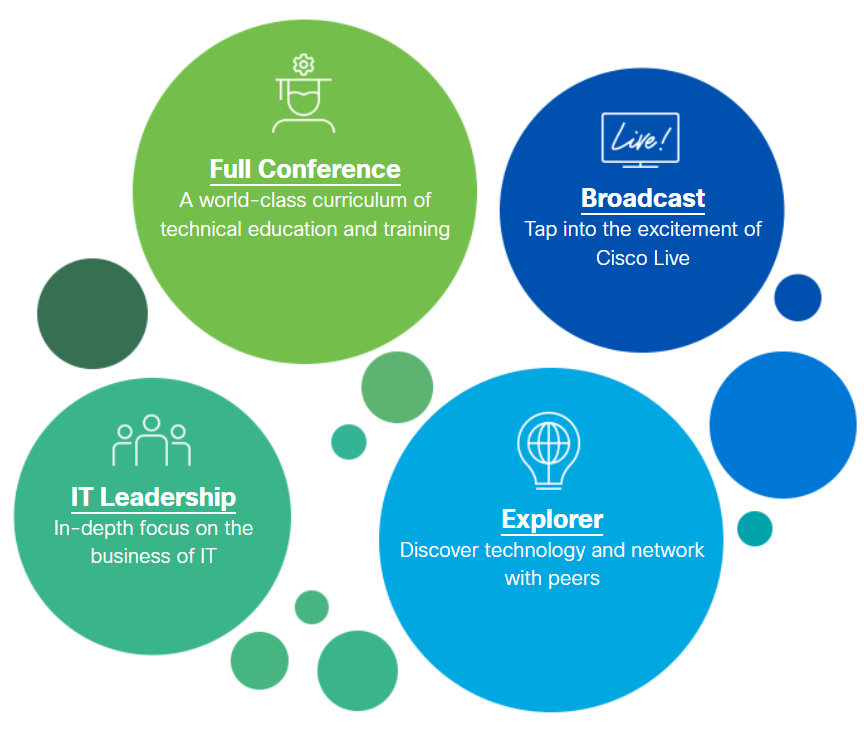 Full Conference
A world-class curriculum of
technical education and training
Live!
Broadcast
Tap into the excitement of
Cisco Live
IT Leadership
In-depth focus on the
business of IT
Explorer
Discover technology and network
with peers